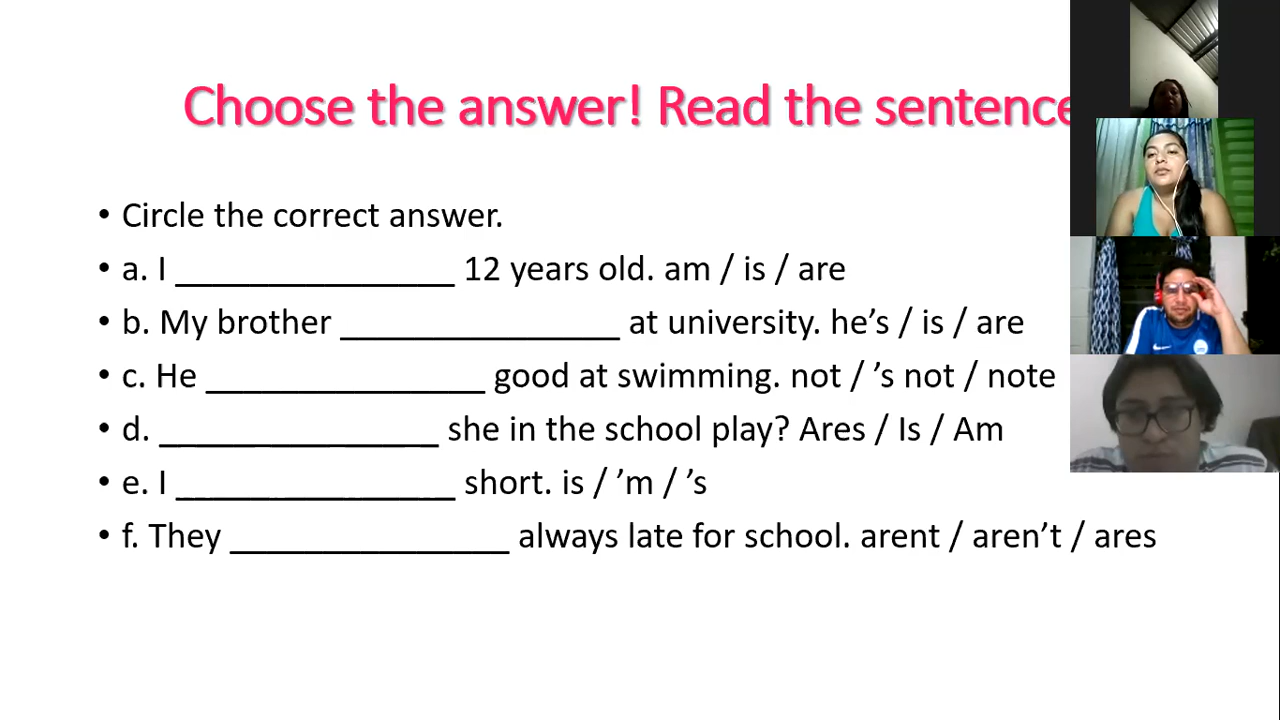 Choose the answer! Read the sentence
• Circle the correct answer.
• a. I ________________ 12 years old. am / is / are
• b. My brother ________________ at university. he’s / is / are
• c. He ________________ good at swimming. not / ’s not / note
• d. ________________ she in the school play? Ares / Is / Am
• e. I ________________ short. is / ’m / ’s
• f. They ________________ always late for school. arent / aren’t / ares